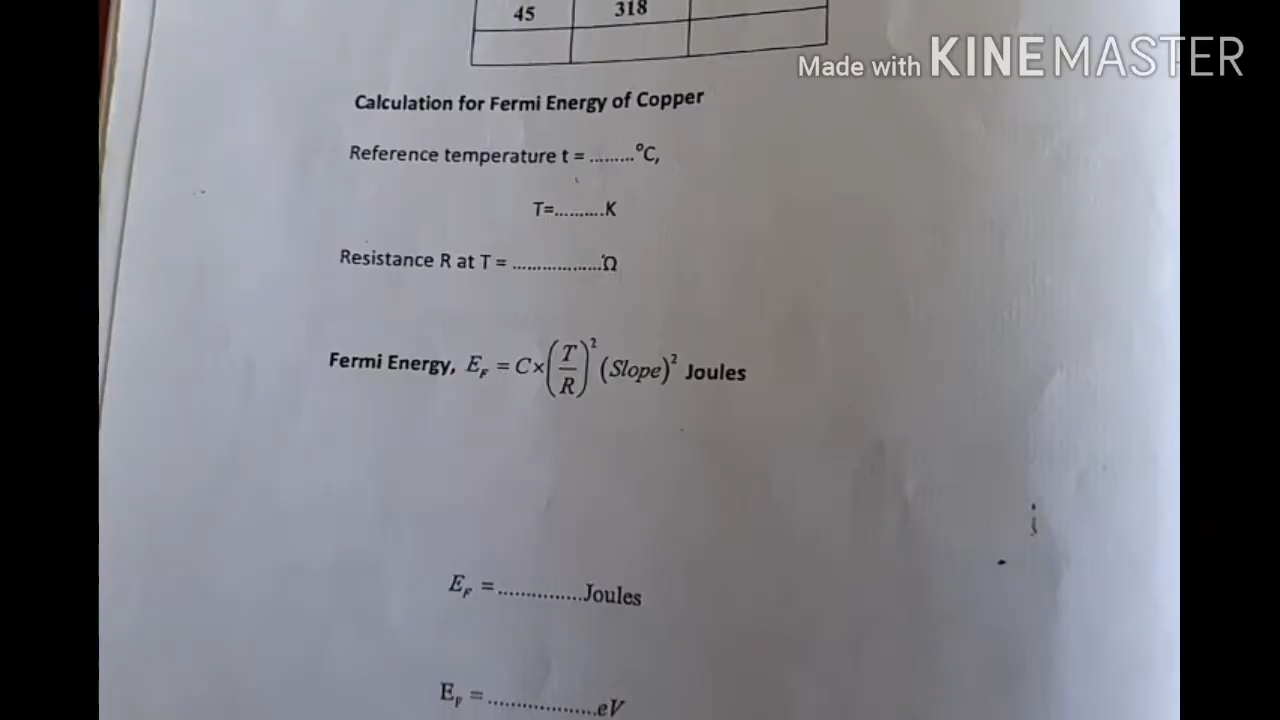 45 318
Made with KINEMASTER
Calculation for Fermi Energy of Copper
Reference temperature t = .........°C,
T=..........K
Resistance R at T = ..................Ω
Fermi Energy, E_F = C×(T/R)² (Slope)² Joules
E_F = ...............Joules
E_F = ...................eV